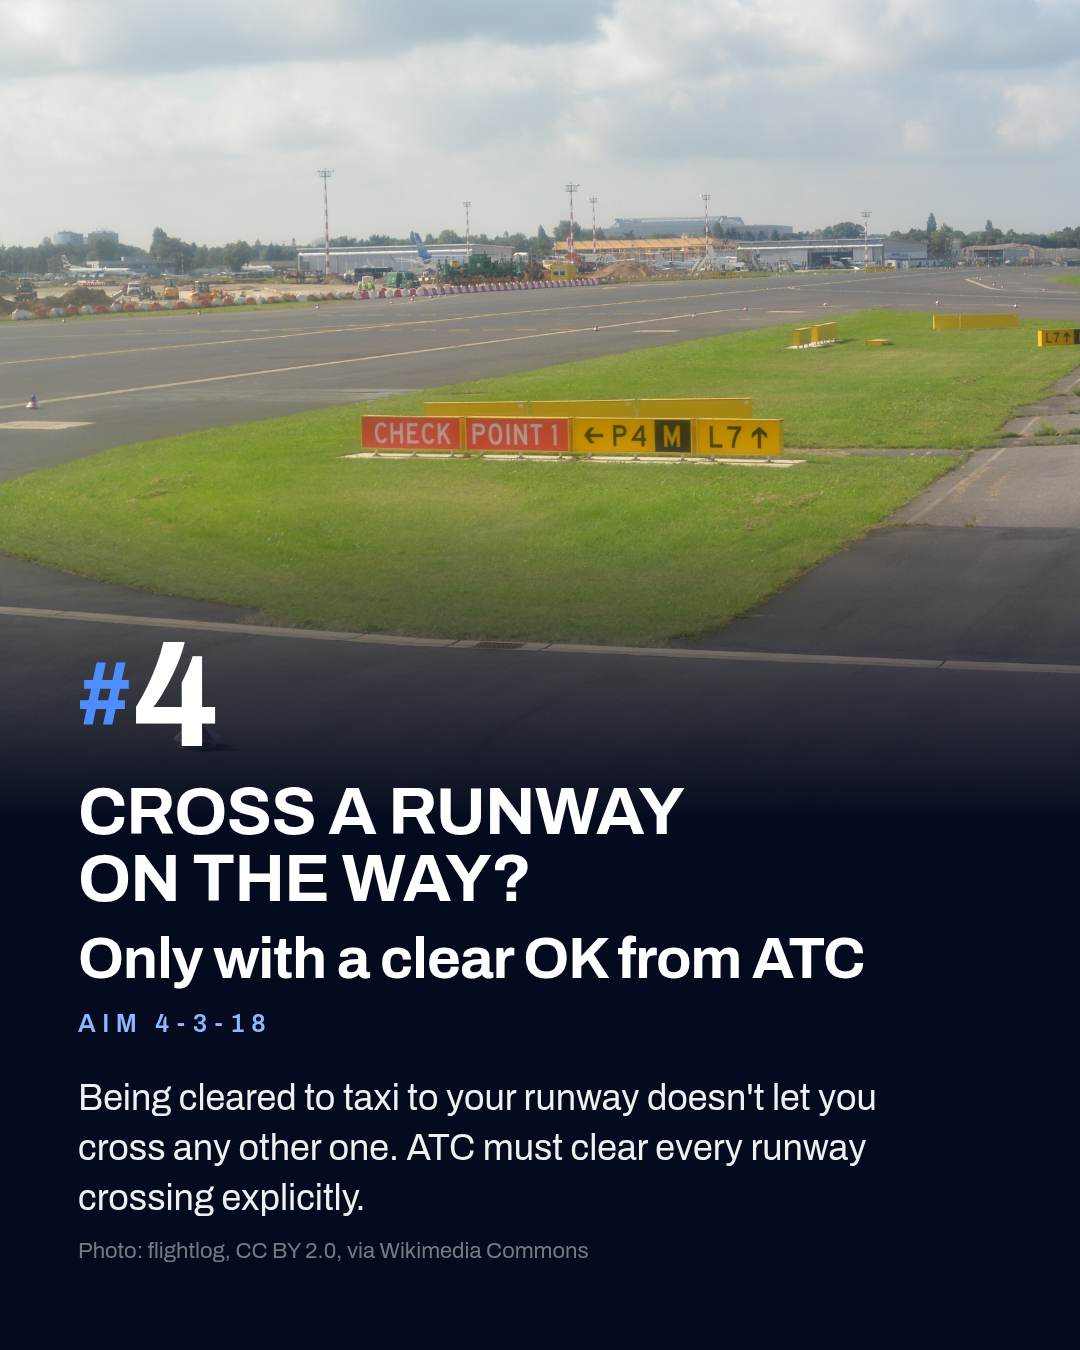 CHECK POINT 1 ← P4 M L7 ↑
L7 ↑
#4
CROSS A RUNWAY
ON THE WAY?
Only with a clear OK from ATC
AIM 4-3-18
Being cleared to taxi to your runway doesn't let you
cross any other one. ATC must clear every runway
crossing explicitly.
Photo: flightlog, CC BY 2.0, via Wikimedia Commons